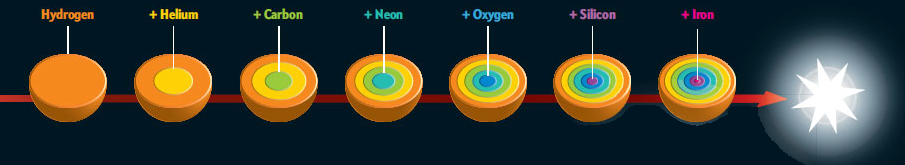 Hydrogen + Helium + Carbon + Neon + Oxygen + Silicon + Iron